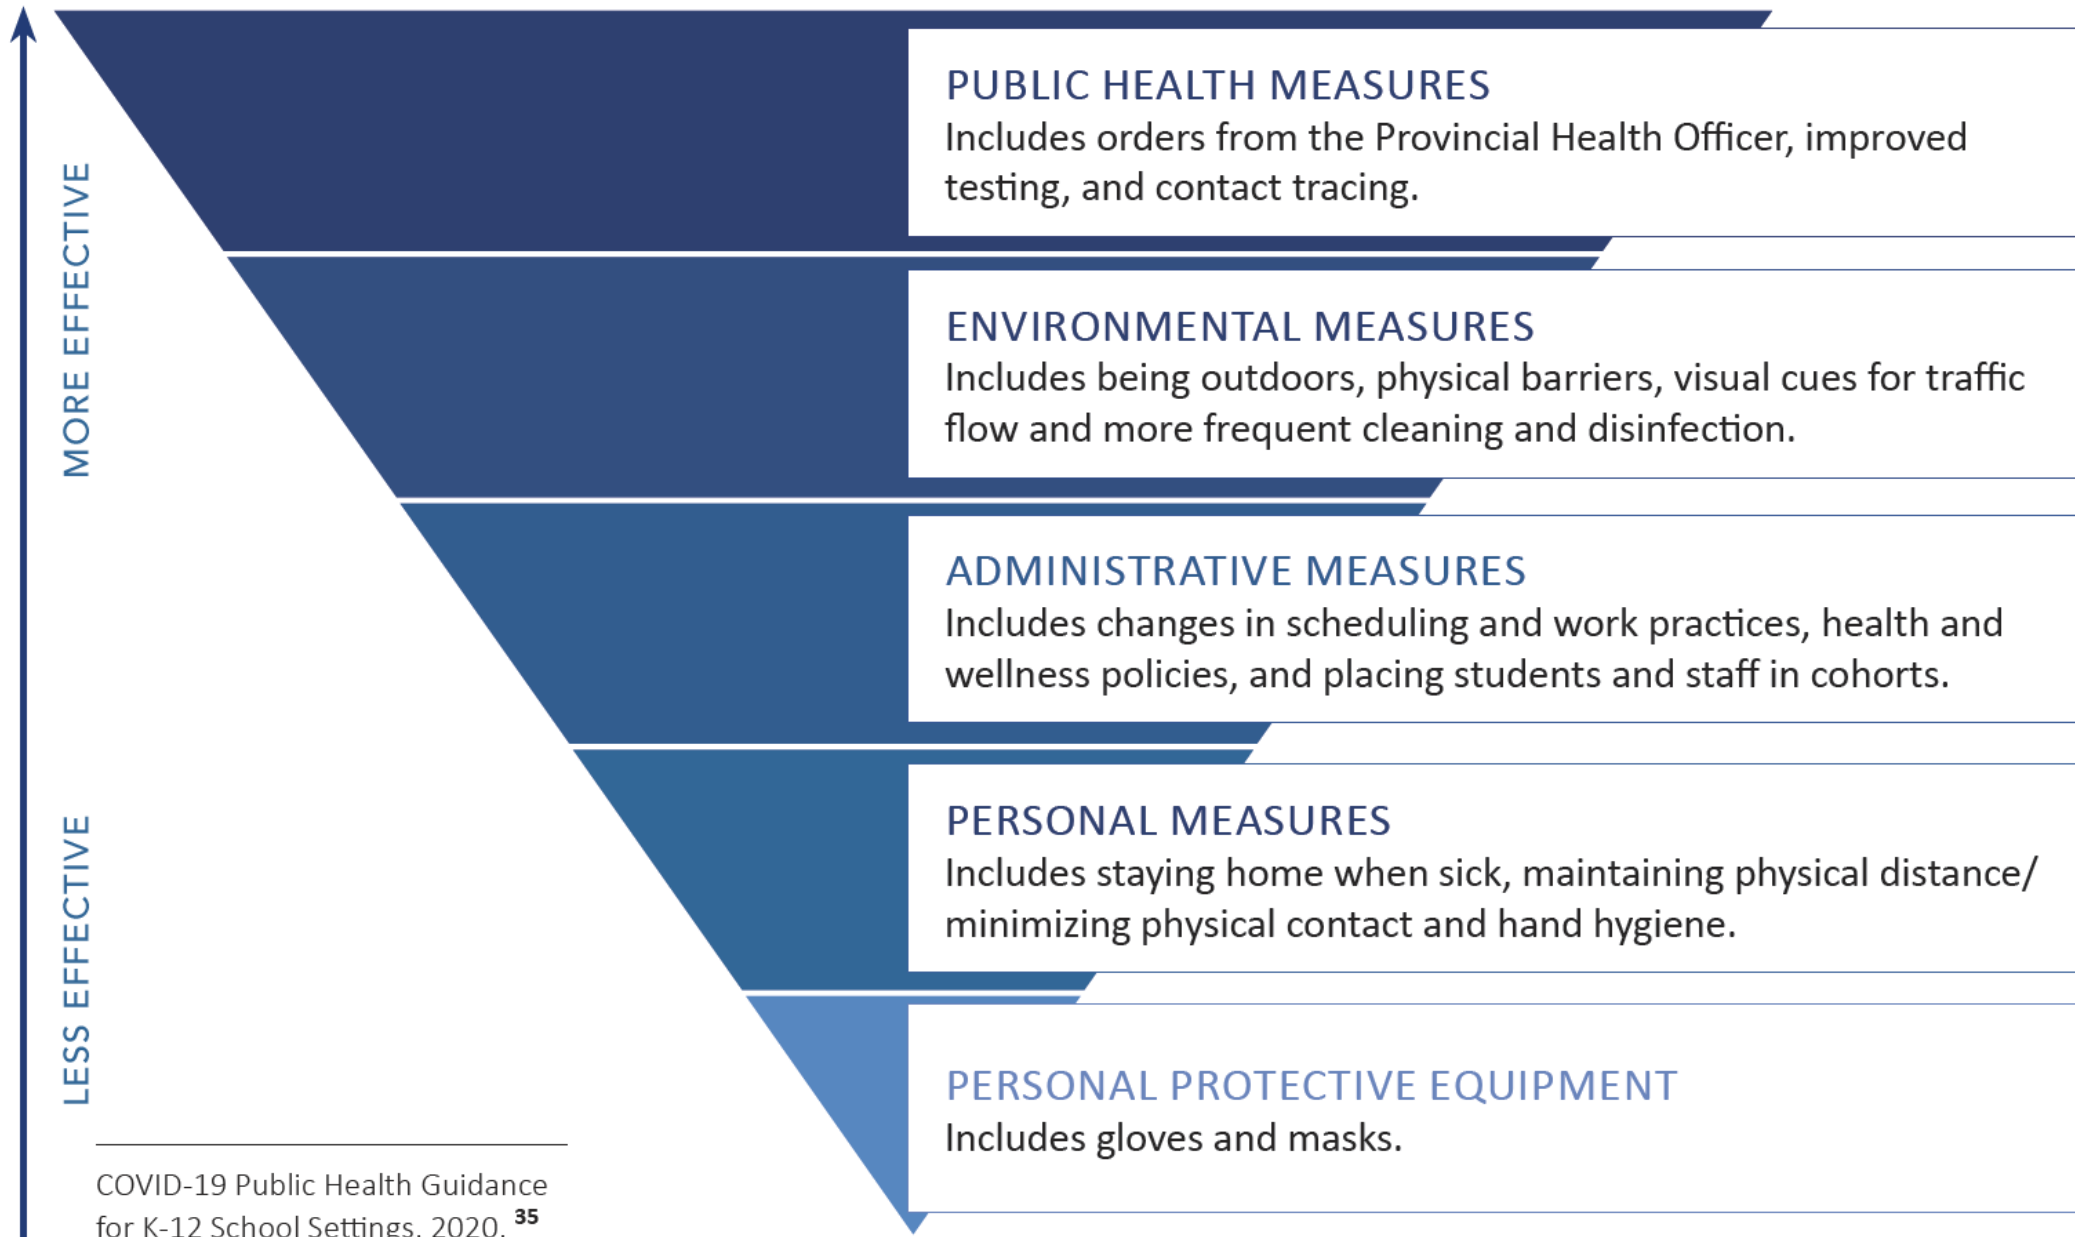 MORE EFFECTIVE
LESS EFFECTIVE
PUBLIC HEALTH MEASURES
Includes orders from the Provincial Health Officer, improved
testing, and contact tracing.
ENVIRONMENTAL MEASURES
Includes being outdoors, physical barriers, visual cues for traffic
flow and more frequent cleaning and disinfection.
ADMINISTRATIVE MEASURES
Includes changes in scheduling and work practices, health and
wellness policies, and placing students and staff in cohorts.
PERSONAL MEASURES
Includes staying home when sick, maintaining physical distance/
minimizing physical contact and hand hygiene.
PERSONAL PROTECTIVE EQUIPMENT
Includes gloves and masks.
COVID-19 Public Health Guidance
for K-12 School Settings, 2020. 35